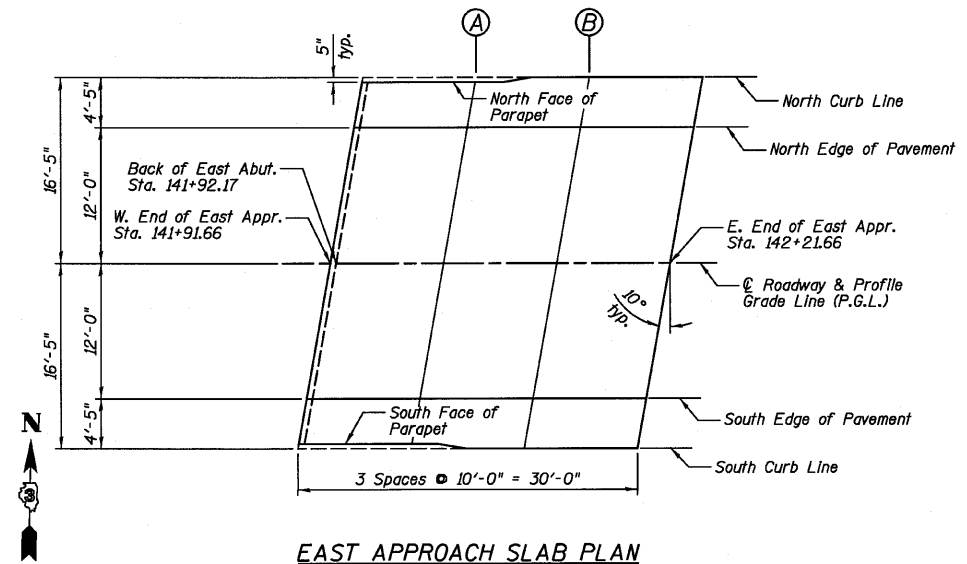 A
B
5"
typ.
North Face of
Parapet
North Curb Line
North Edge of Pavement
4'-5"
16'-5"
12'-0"
Back of East Abut.
Sta. 141+92.17
W. End of East Appr.
Sta. 141+91.66
E. End of East Appr.
Sta. 142+21.66
℄ Roadway & Profile
Grade Line (P.G.L.)
10°
typ.
16'-5"
12'-0"
4'-5"
South Face of
Parapet
South Edge of Pavement
South Curb Line
N
3
3 Spaces @ 10'-0" = 30'-0"
EAST APPROACH SLAB PLAN